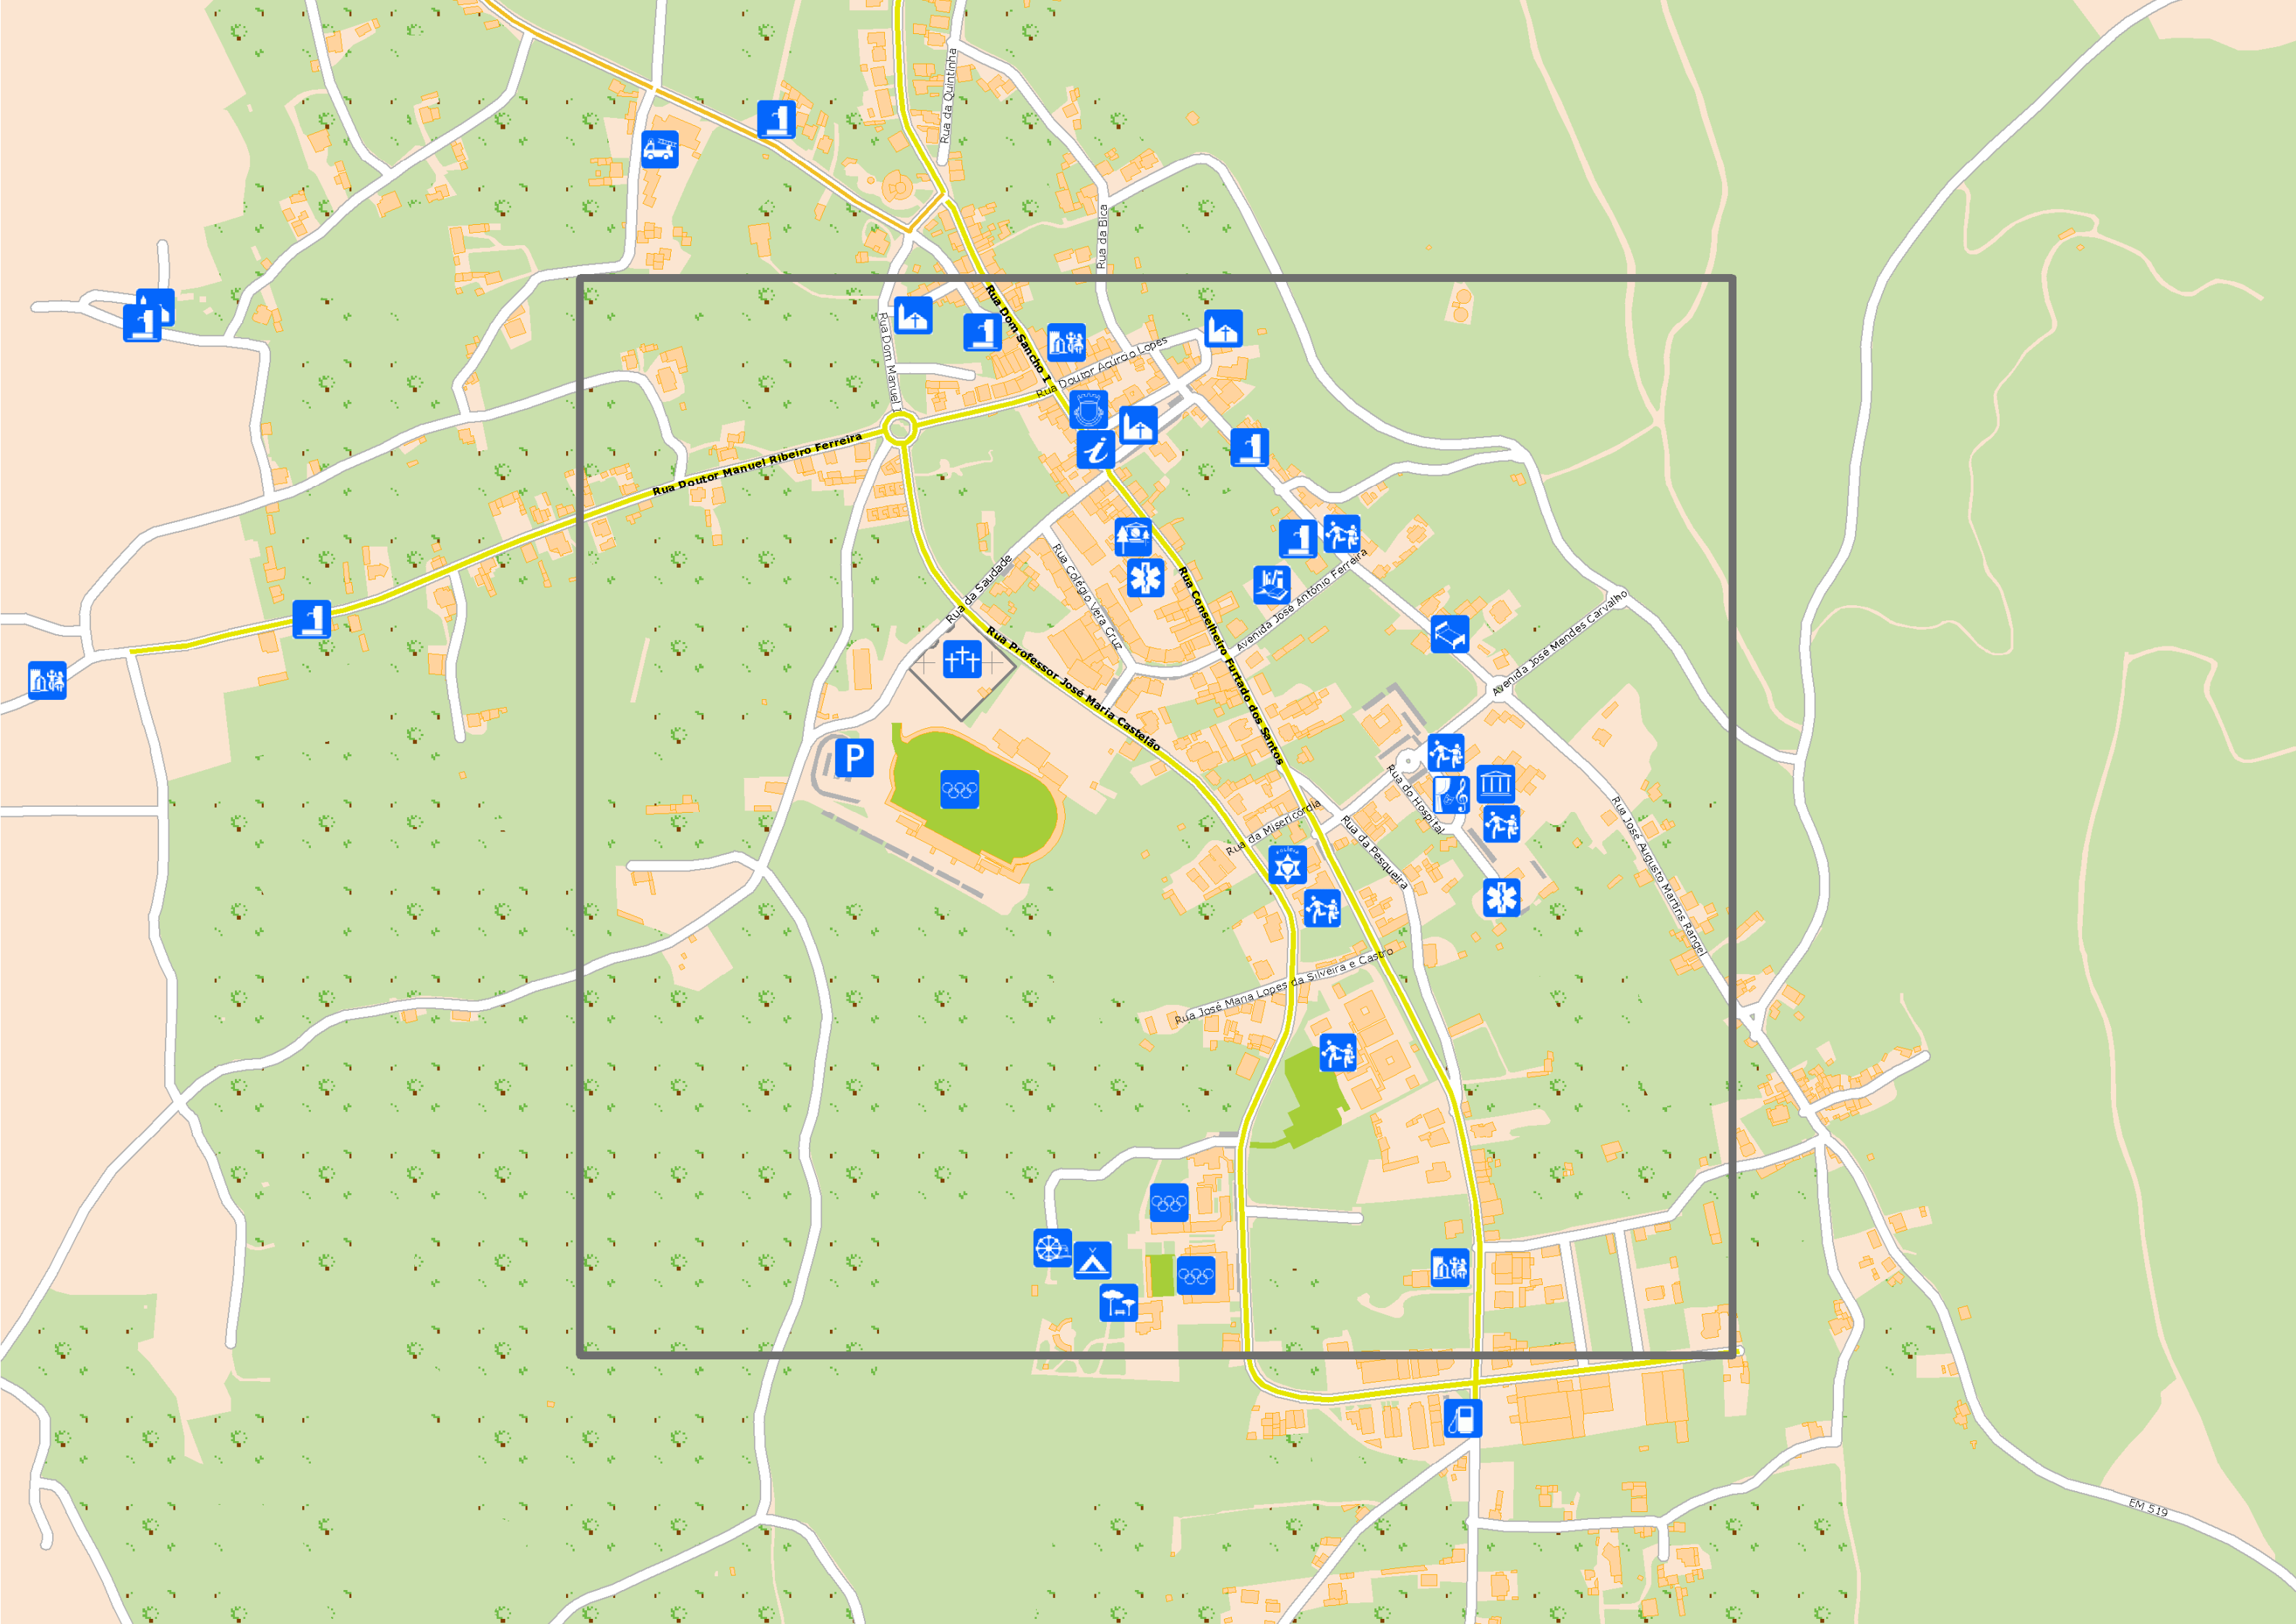 Rua da Quintinha
Rua da Bica
Rua Dom Sancho I
Rua Dom Manuel I
Rua Doutor Acúrcio Lopes
Rua Doutor Manuel Ribeiro Ferreira
i
Rua da Saudade
Rua Colégio Vera Cruz
Rua Conselheiro Furtado dos Santos
Avenida José António Ferreira
Avenida José Mendes Carvalho
Rua Professor José Maria Castelão
P
Rua do Hospital
Rua da Misericórdia
Rua da Pesqueira
Rua José Augusto Martins Rangel
POLÍCIA
Rua José Maria Lopes da Silveira e Castro
EM 519